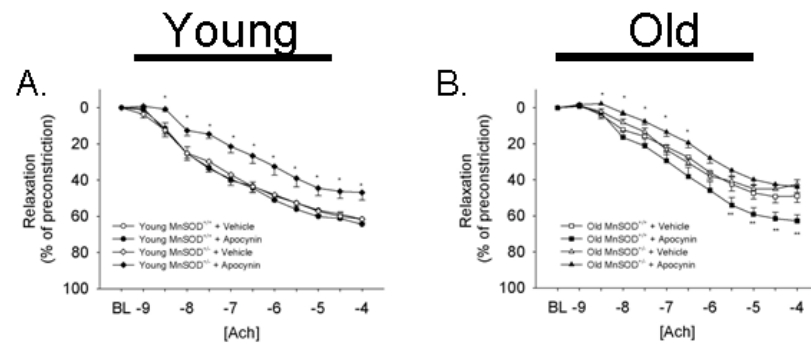 Young
Old
A.
Relaxation
(% of preconstriction)
0
20
40
60
80
100
Young MnSOD+/+ + Vehicle
Young MnSOD+/+ + Apocynin
Young MnSOD+/- + Vehicle
Young MnSOD+/- + Apocynin
BL -9 -8 -7 -6 -5 -4
[Ach]
B.
Relaxation
(% of preconstriction)
0
20
40
60
80
100
Old MnSOD+/+ + Vehicle
Old MnSOD+/+ + Apocynin
Old MnSOD+/- + Vehicle
Old MnSOD+/- + Apocynin
BL -9 -8 -7 -6 -5 -4
[Ach]